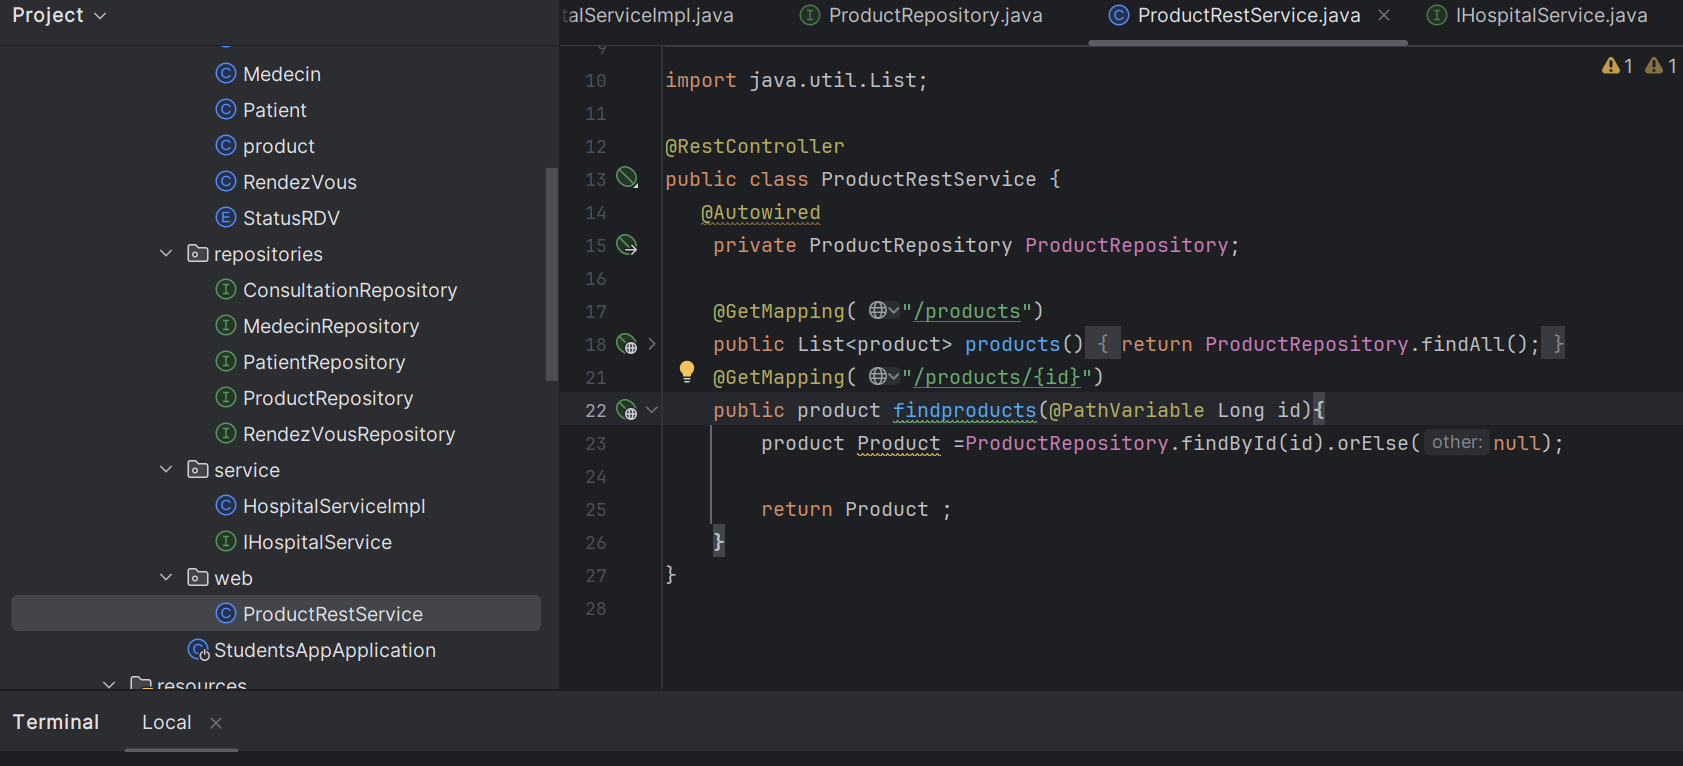 Project
talServiceImpl.java
ProductRepository.java
ProductRestService.java
IHospitalService.java
Medecin
Patient
product
RendezVous
StatusRDV
repositories
ConsultationRepository
MedecinRepository
PatientRepository
ProductRepository
RendezVousRepository
service
HospitalServiceImpl
IHospitalService
web
ProductRestService
StudentsAppApplication
resources
1 1
9
10 import java.util.List;
11
12 @RestController
13 public class ProductRestService {
14 @Autowired
15 private ProductRepository ProductRepository;
16
17 @GetMapping("/products")
18 public List<product> products() { return ProductRepository.findAll(); }
21 @GetMapping("/products/{id}")
22 public product findproducts(@PathVariable Long id){
23 product Product =ProductRepository.findById(id).orElse( other: null);
24
25 return Product ;
26 }
27 }
28
Terminal Local